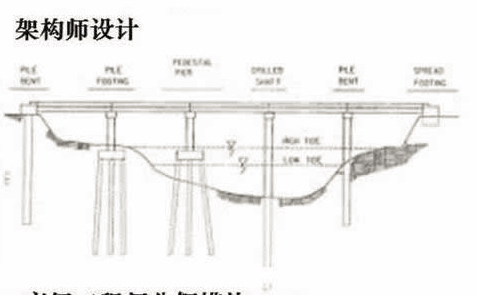 架构师设计
PILE BENT
PILE FOOTING
PEDESTAL PIER
DRILLED SHAFT
PILE BENT
SPREAD FOOTING
HIGH TIDE
LOW TIDE